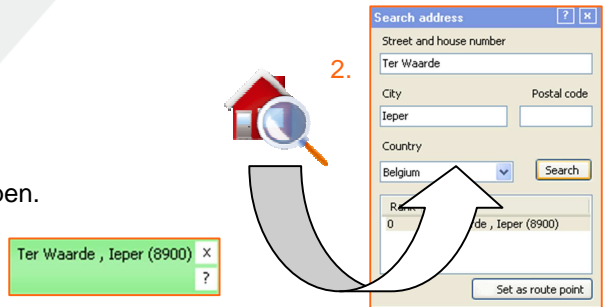 Search address
Street and house number
Ter Waarde
2.
City Postal code
Ieper
Country
Belgium Search
0 de , Ieper (8900)
Set as route point
Ter Waarde , Ieper (8900) x
?